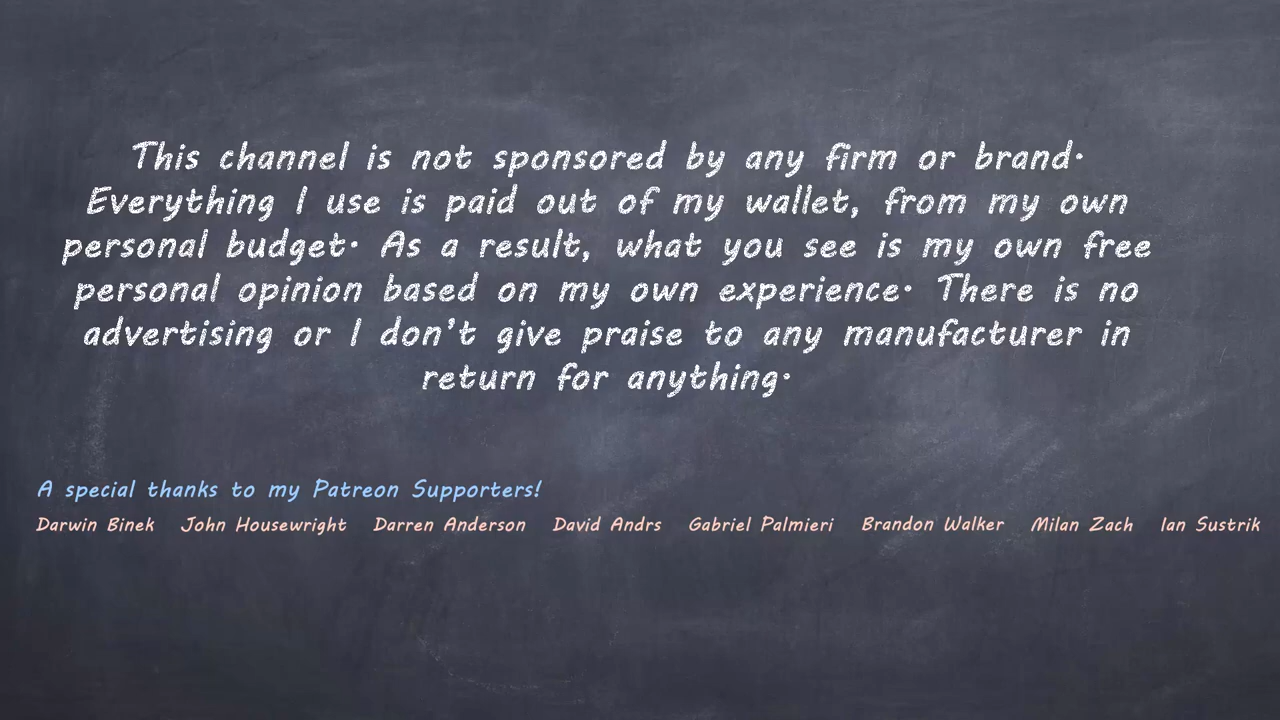 This channel is not sponsored by any firm or brand.
Everything I use is paid out of my wallet, from my own
personal budget. As a result, what you see is my own free
personal opinion based on my own experience. There is no
advertising or I don't give praise to any manufacturer in
return for anything.
A special thanks to my Patreon Supporters!
Darwin Binek John Housewright Darren Anderson David Andrs Gabriel Palmieri Brandon Walker Milan Zach Ian Sustrik